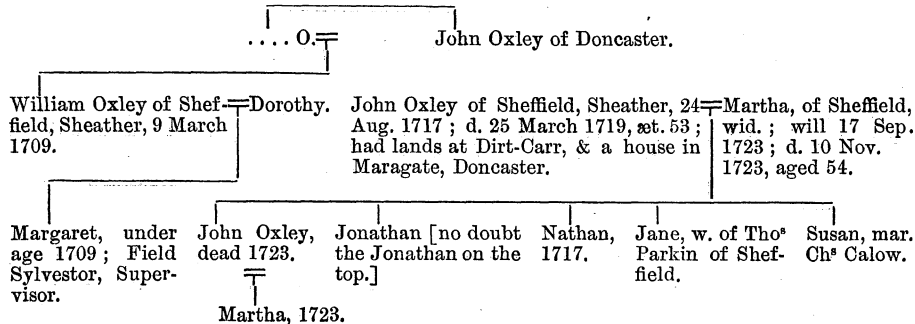 .... O. John Oxley of Doncaster.
William Oxley of Shef-
field, Sheather, 9 March
1709.
Dorothy.
John Oxley of Sheffield, Sheather, 24
Aug. 1717 ; d. 25 March 1719, æt. 53 ;
had lands at Dirt-Carr, & a house in
Maragate, Doncaster.
Martha, of Sheffield,
wid. ; will 17 Sep.
1723 ; d. 10 Nov.
1723, aged 54.
Margaret, under
age 1709 ; Field
Sylvestor, Super-
visor.
John Oxley,
dead 1723.
Martha, 1723.
Jonathan [no doubt
the Jonathan on the
top.]
Nathan,
1717.
Jane, w. of Thoˢ
Parkin of Shef-
field.
Susan, mar.
Chˢ Calow.